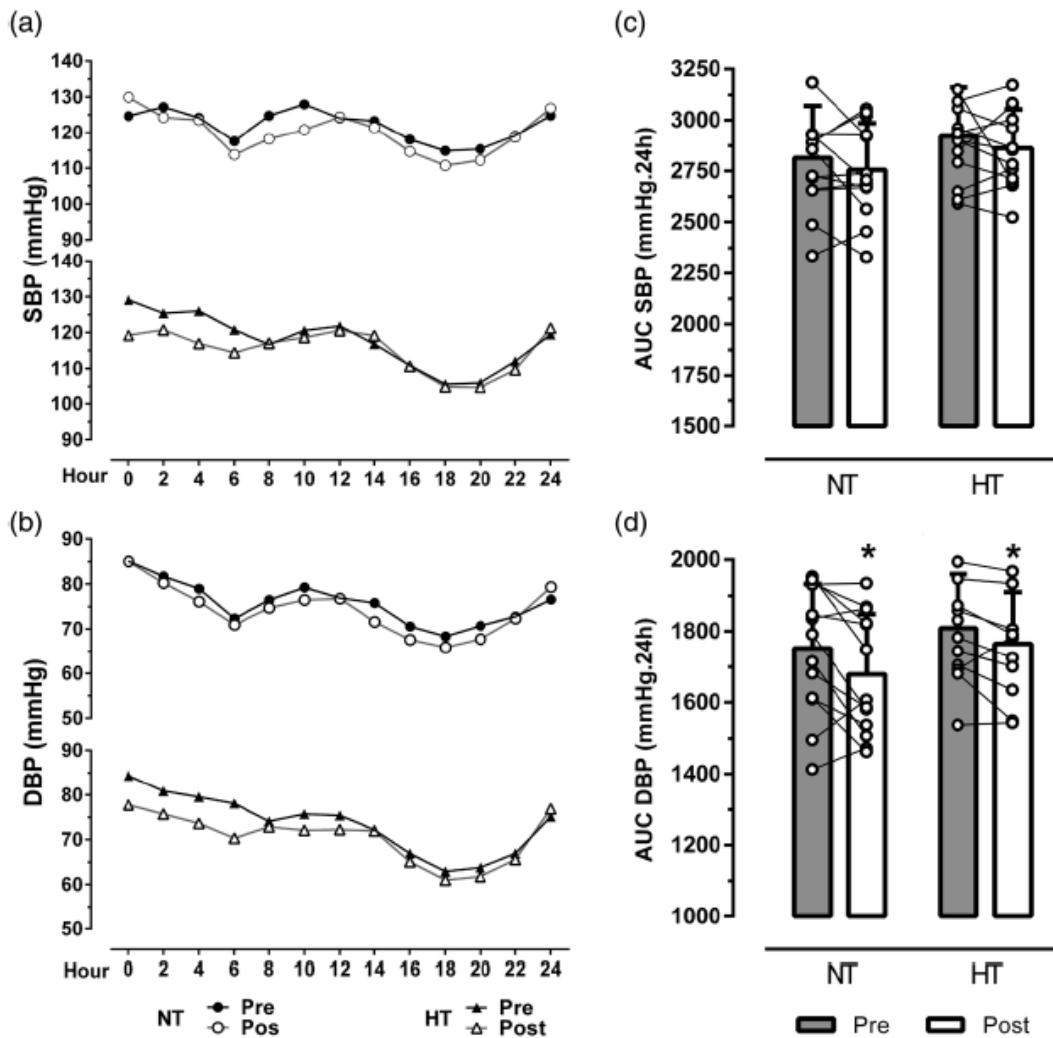 (a)
SBP (mmHg)
140
130
120
110
100
90
140
130
120
110
100
90
Hour
0 2 4 6 8 10 12 14 16 18 20 22 24
(b)
DBP (mmHg)
90
80
70
60
50
90
80
70
60
50
Hour
0 2 4 6 8 10 12 14 16 18 20 22 24
NT Pre HT Pre
Pos Post
(c)
AUC SBP (mmHg.24h)
3250
3000
2750
2500
2250
2000
1750
1500
NT HT
(d)
AUC DBP (mmHg.24h)
2000
1800
1600
1400
1200
1000
* *
NT HT
Pre Post